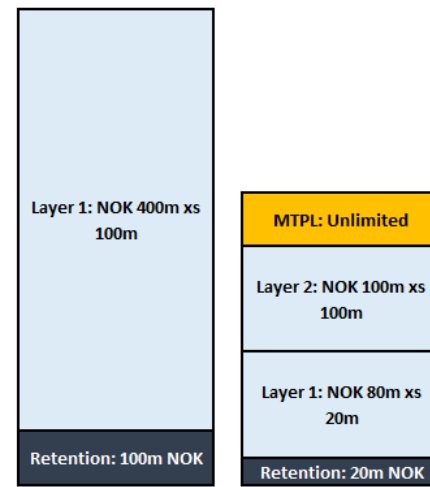 Layer 1: NOK 400m xs
100m
Retention: 100m NOK
MTPL: Unlimited
Layer 2: NOK 100m xs
100m
Layer 1: NOK 80m xs
20m
Retention: 20m NOK